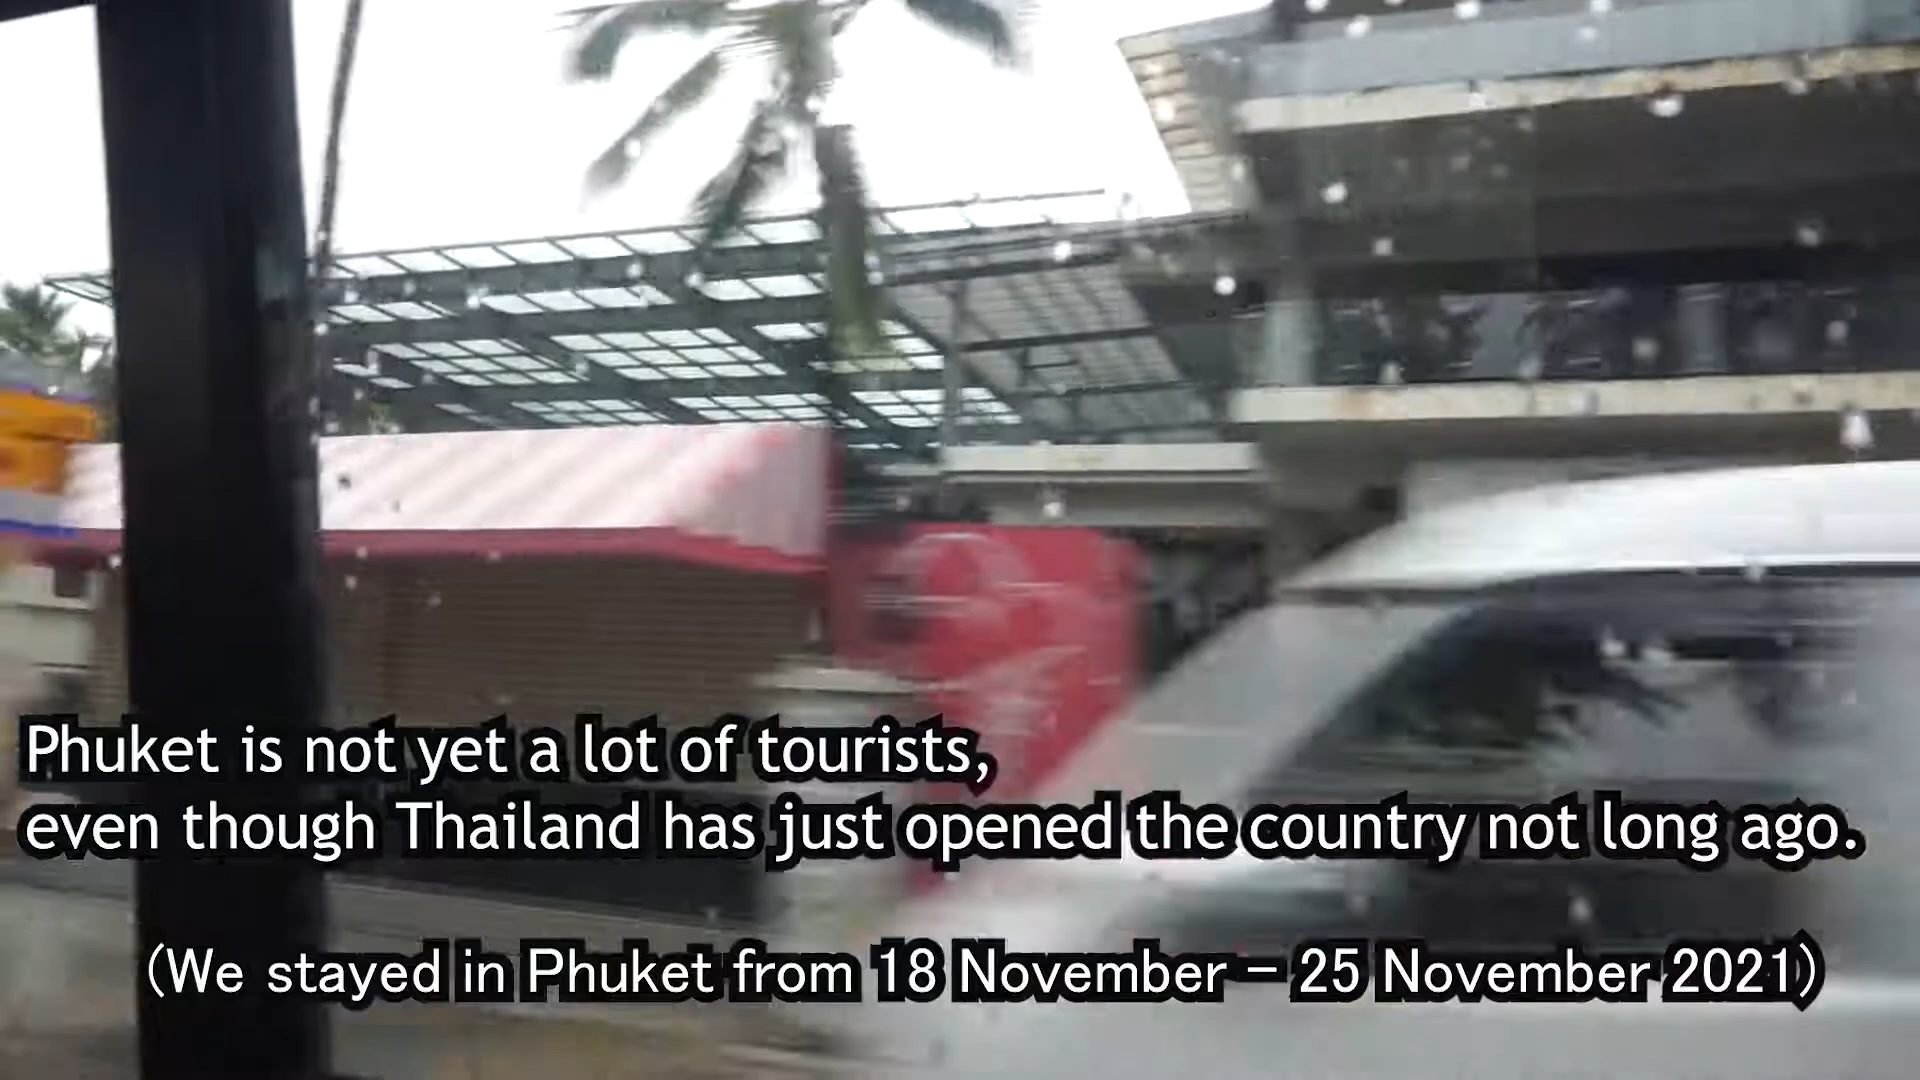 Phuket is not yet a lot of tourists,
even though Thailand has just opened the country not long ago.
(We stayed in Phuket from 18 November – 25 November 2021)